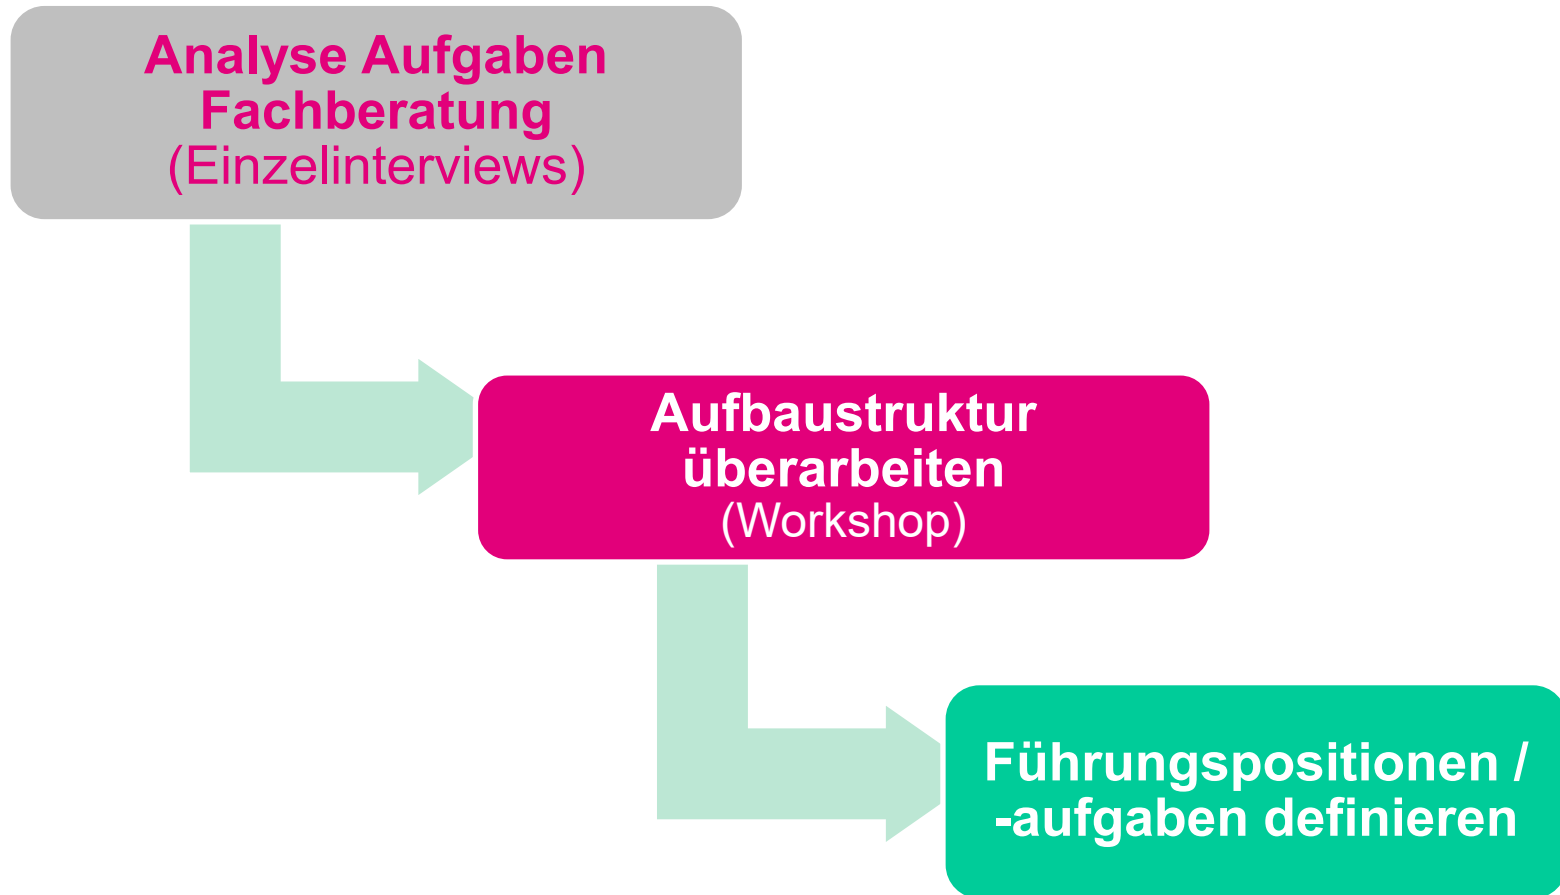 Analyse Aufgaben
Fachberatung
(Einzelinterviews)
Aufbaustruktur
überarbeiten
(Workshop)
Führungspositionen /
-aufgaben definieren